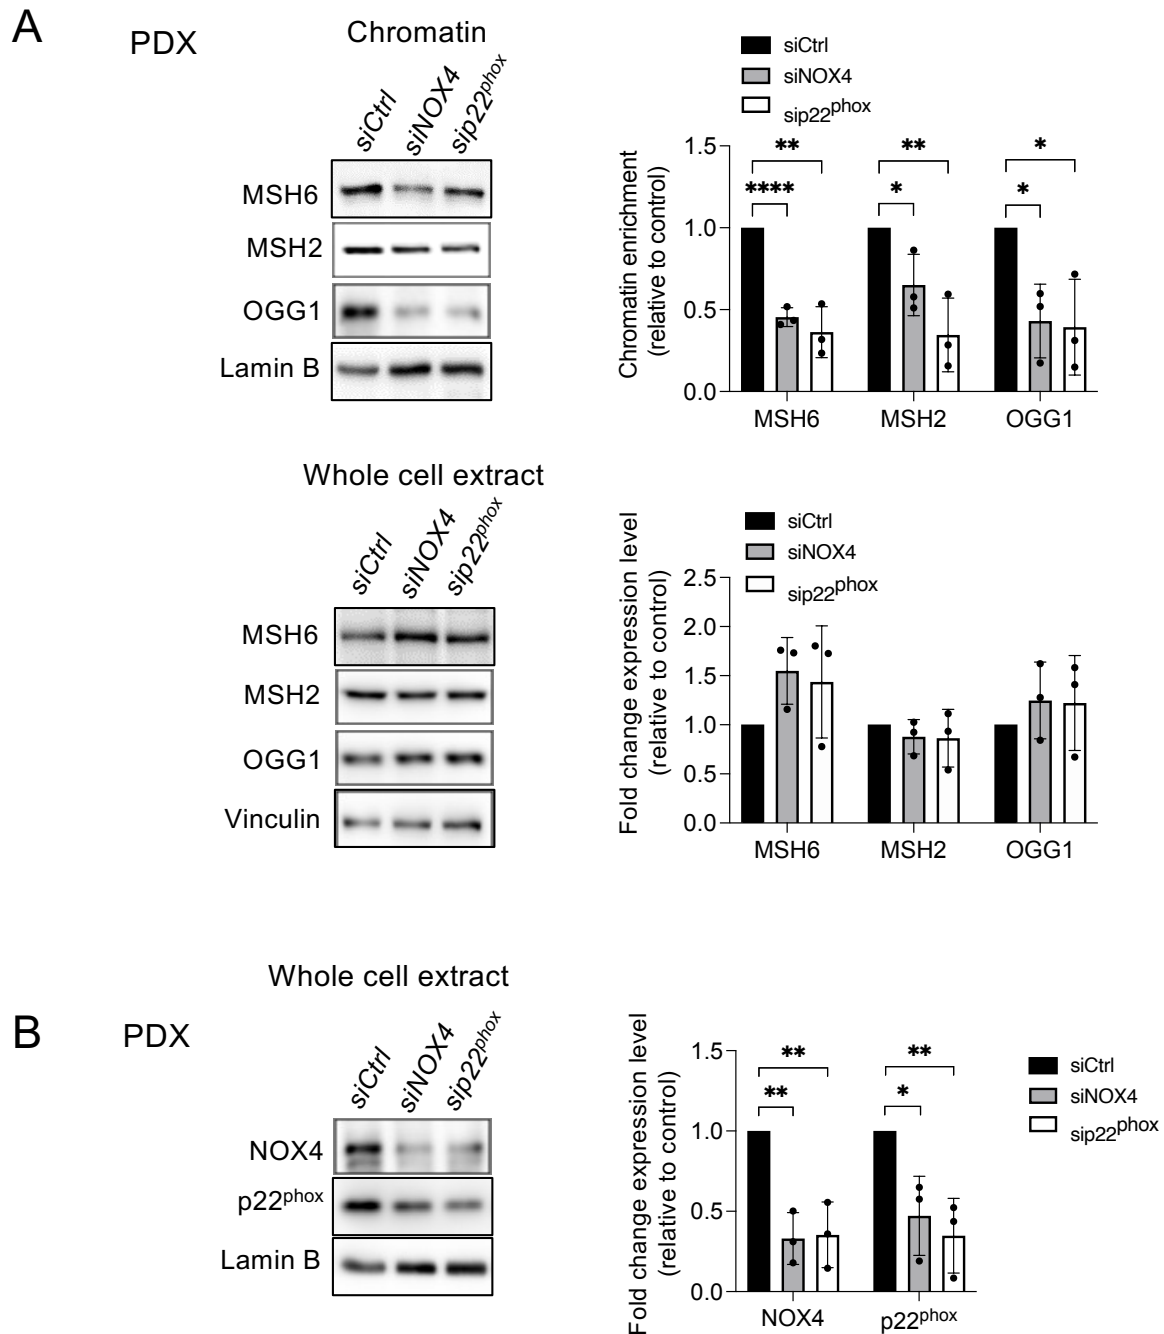 A
PDX
Chromatin
siCtrl
siNOX4
sip22phox
MSH6
MSH2
OGG1
Lamin B
siCtrl
siNOX4
sip22phox
Chromatin enrichment
(relative to control)
1.5
1.0
0.5
0.0
**
****
**
*
*
*
MSH6
MSH2
OGG1
Whole cell extract
siCtrl
siNOX4
sip22phox
MSH6
MSH2
OGG1
Vinculin
siCtrl
siNOX4
sip22phox
Fold change expression level
(relative to control)
2.5
2.0
1.5
1.0
0.5
0.0
MSH6
MSH2
OGG1
Whole cell extract
B
PDX
siCtrl
siNOX4
sip22phox
NOX4
p22phox
Lamin B
Fold change expression level
(relative to control)
1.5
1.0
0.5
0.0
**
**
**
*
NOX4
p22phox
siCtrl
siNOX4
sip22phox